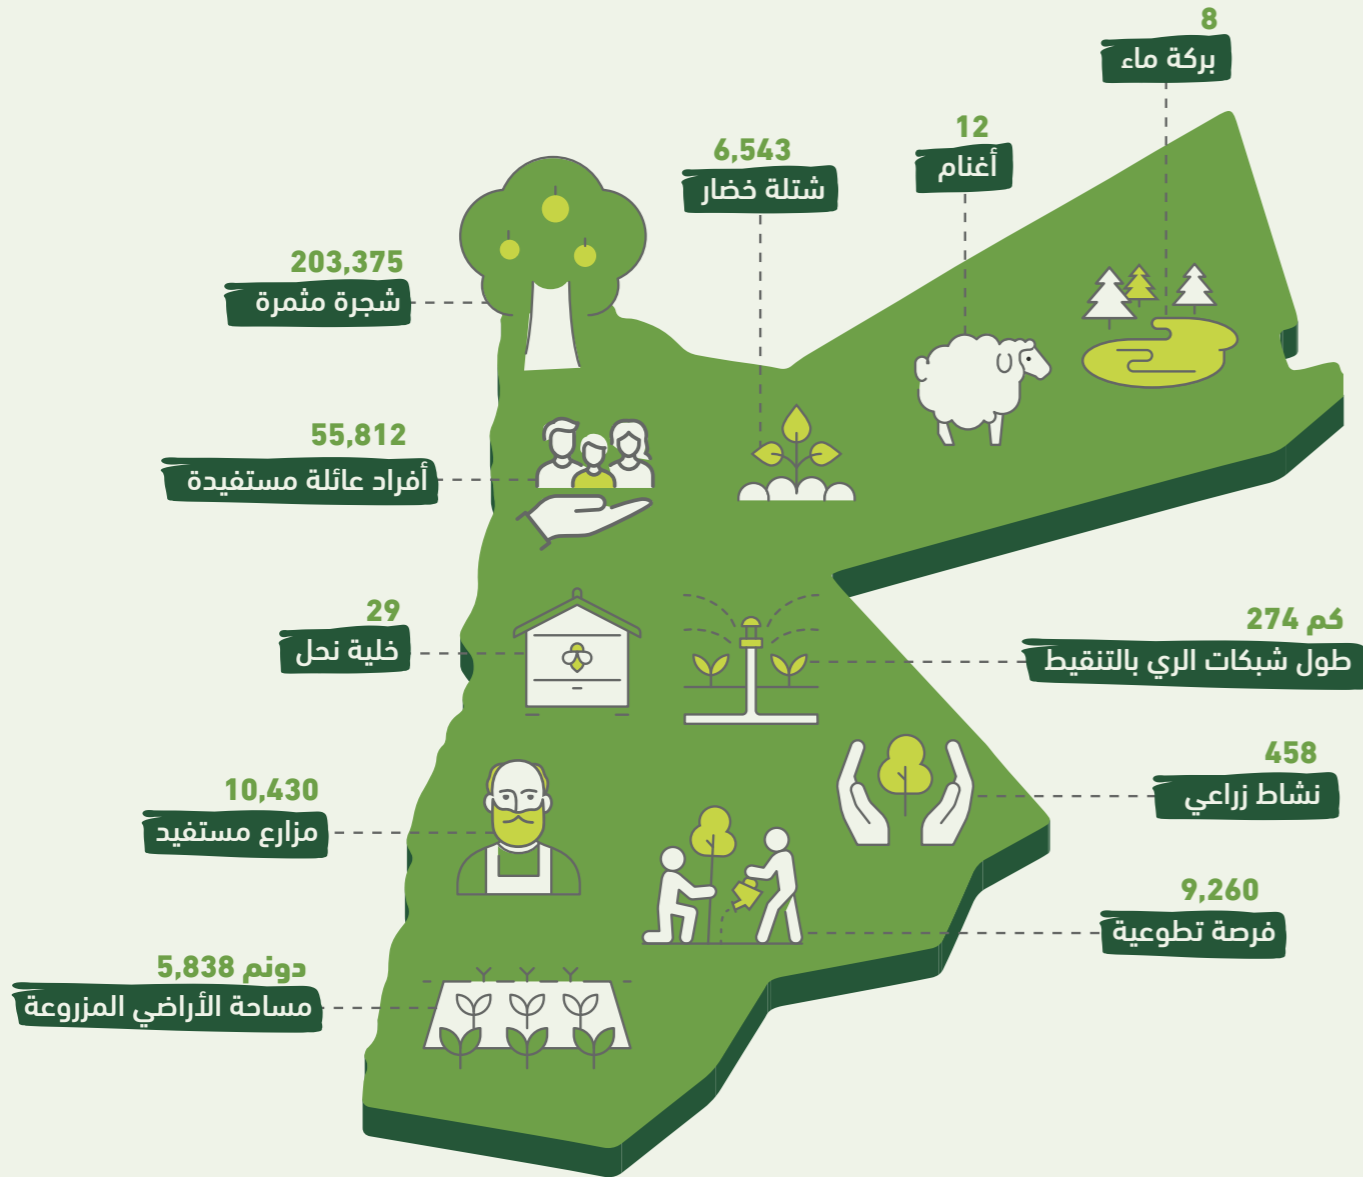 8
بركة ماء
12
أغنام
6,543
شتلة خضار
203,375
شجرة مثمرة
55,812
أفراد عائلة مستفيدة
29
خلية نحل
274 كم
طول شبكات الري بالتنقيط
458
نشاط زراعي
10,430
مزارع مستفيد
9,260
فرصة تطوعية
5,838 دونم
مساحة الأراضي المزروعة